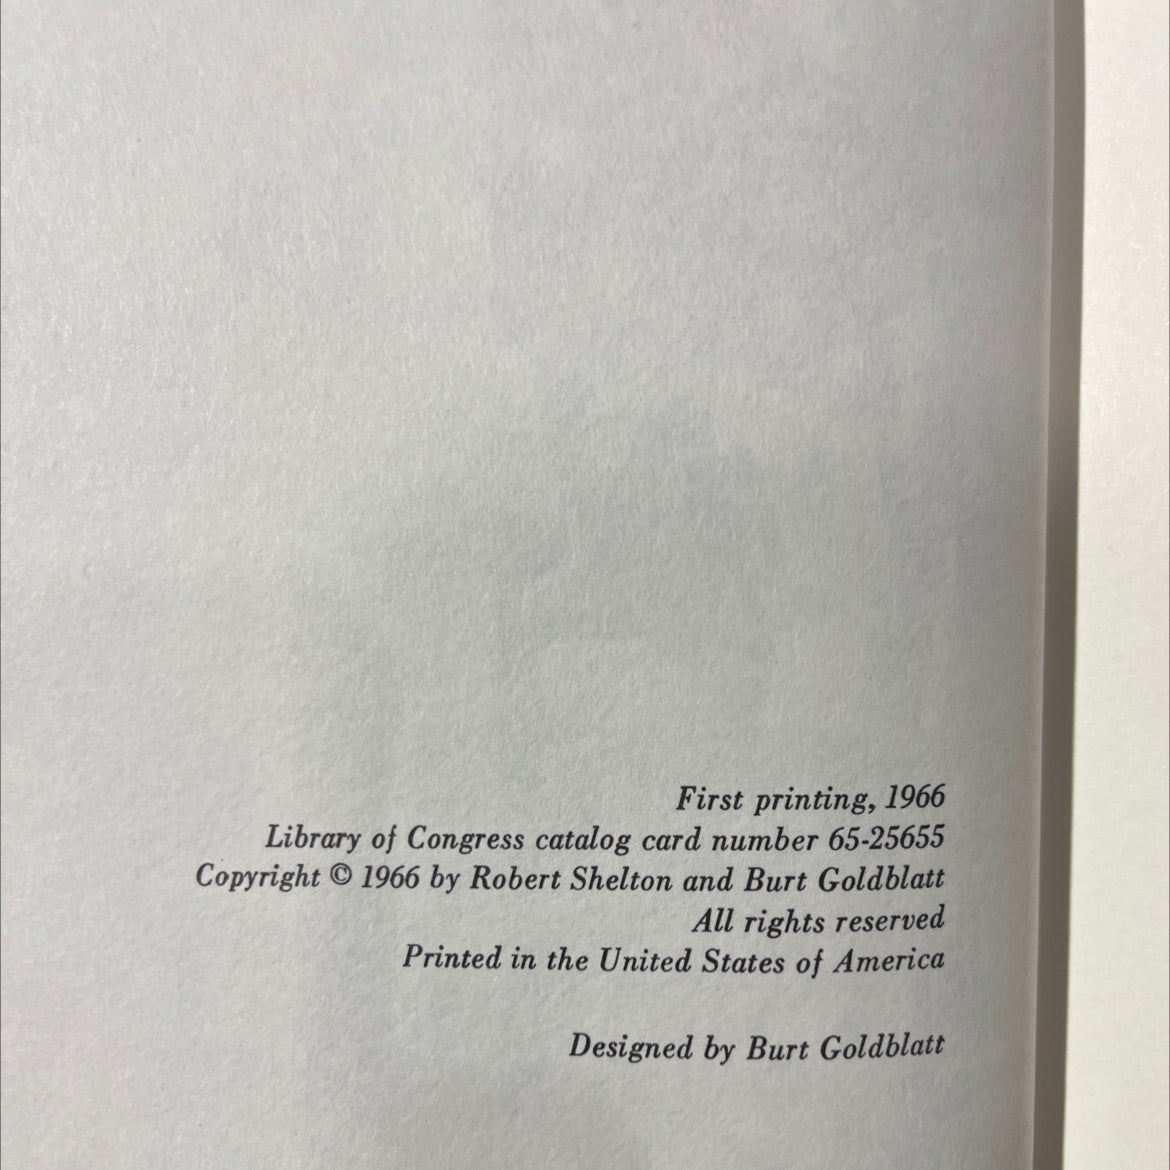 First printing, 1966
Library of Congress catalog card number 65-25655
Copyright © 1966 by Robert Shelton and Burt Goldblatt
All rights reserved
Printed in the United States of America
Designed by Burt Goldblatt